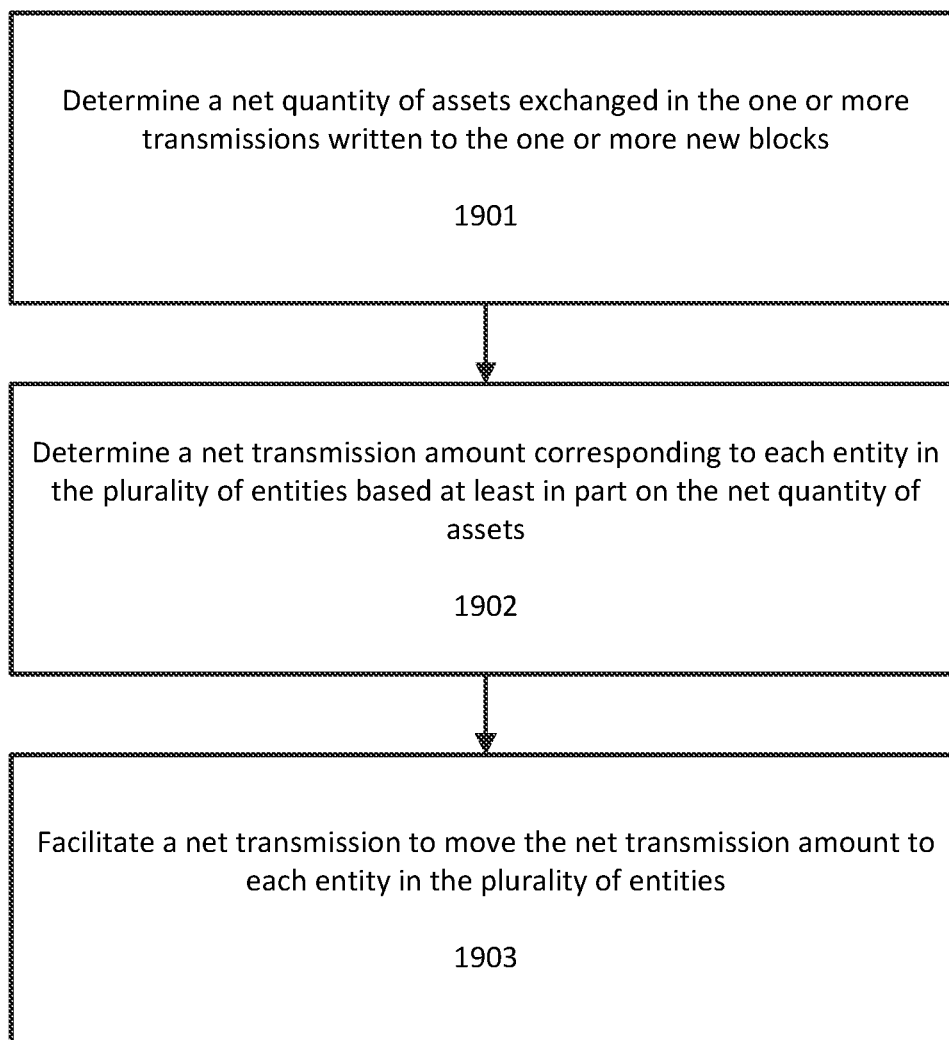 Determine a net quantity of assets exchanged in the one or more
transmissions written to the one or more new blocks
1901
Determine a net transmission amount corresponding to each entity in
the plurality of entities based at least in part on the net quantity of
assets
1902
Facilitate a net transmission to move the net transmission amount to
each entity in the plurality of entities
1903